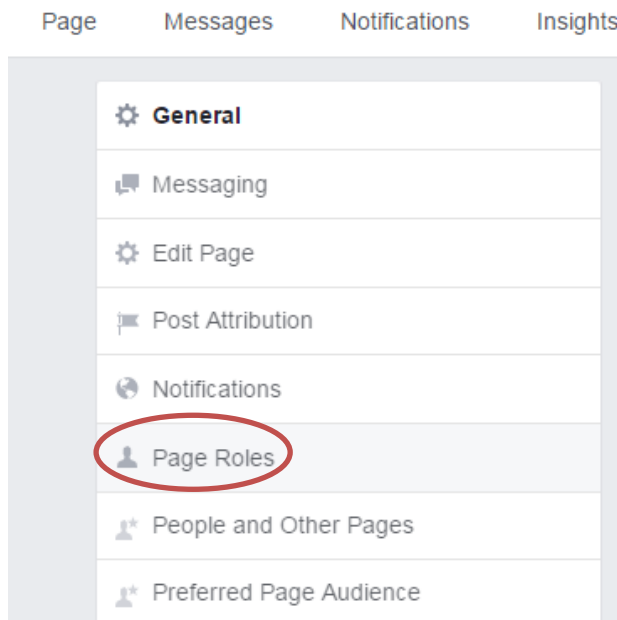 Page Messages Notifications Insights
General
Messaging
Edit Page
Post Attribution
Notifications
Page Roles
People and Other Pages
Preferred Page Audience